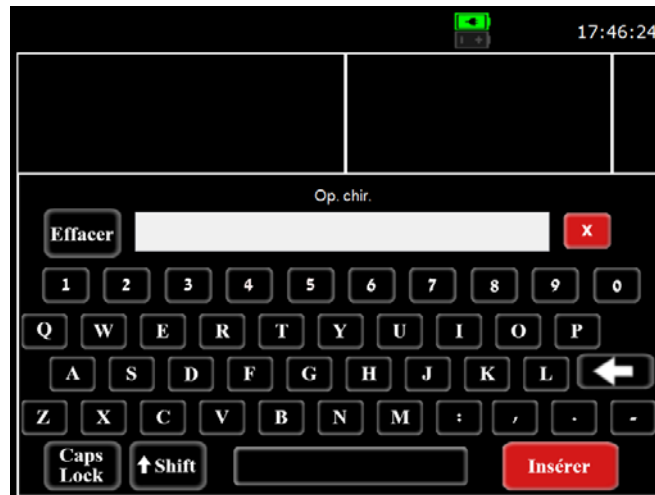 17:46:24
Op. chir.
Effacer X
1 2 3 4 5 6 7 8 9 0
Q W E R T Y U I O P
A S D F G H J K L
Z X C V B N M : , . -
Caps Lock Shift Insérer